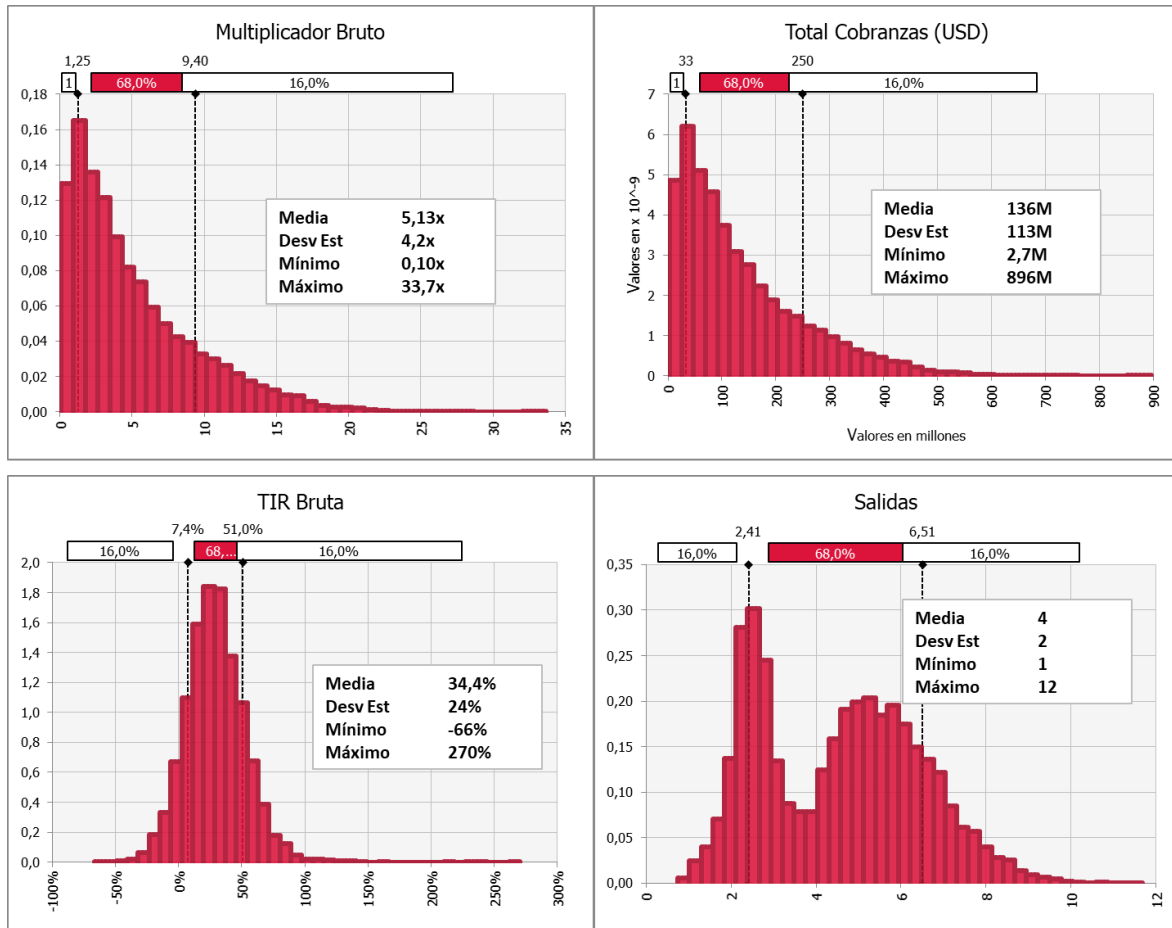 Multiplicador Bruto
1,25 9,40
1 68,0% 16,0%
0,18
0,16
0,14
0,12
0,10
0,08
0,06
0,04
0,02
0,00
Media 5,13x
Desv Est 4,2x
Mínimo 0,10x
Máximo 33,7x
0 5 10 15 20 25 30 35
Total Cobranzas (USD)
33 250
1 68,0% 16,0%
Valores en x 10^-9
7
6
5
4
3
2
1
0
Media 136M
Desv Est 113M
Mínimo 2,7M
Máximo 896M
0 100 200 300 400 500 600 700 800 900
Valores en millones
TIR Bruta
7,4% 51,0%
16,0% 68,... 16,0%
2,0
1,8
1,6
1,4
1,2
1,0
0,8
0,6
0,4
0,2
0,0
Media 34,4%
Desv Est 24%
Mínimo -66%
Máximo 270%
-100% -50% 0% 50% 100% 150% 200% 250% 300%
Salidas
2,41 6,51
16,0% 68,0% 16,0%
0,35
0,30
0,25
0,20
0,15
0,10
0,05
0,00
Media 4
Desv Est 2
Mínimo 1
Máximo 12
0 2 4 6 8 10 12